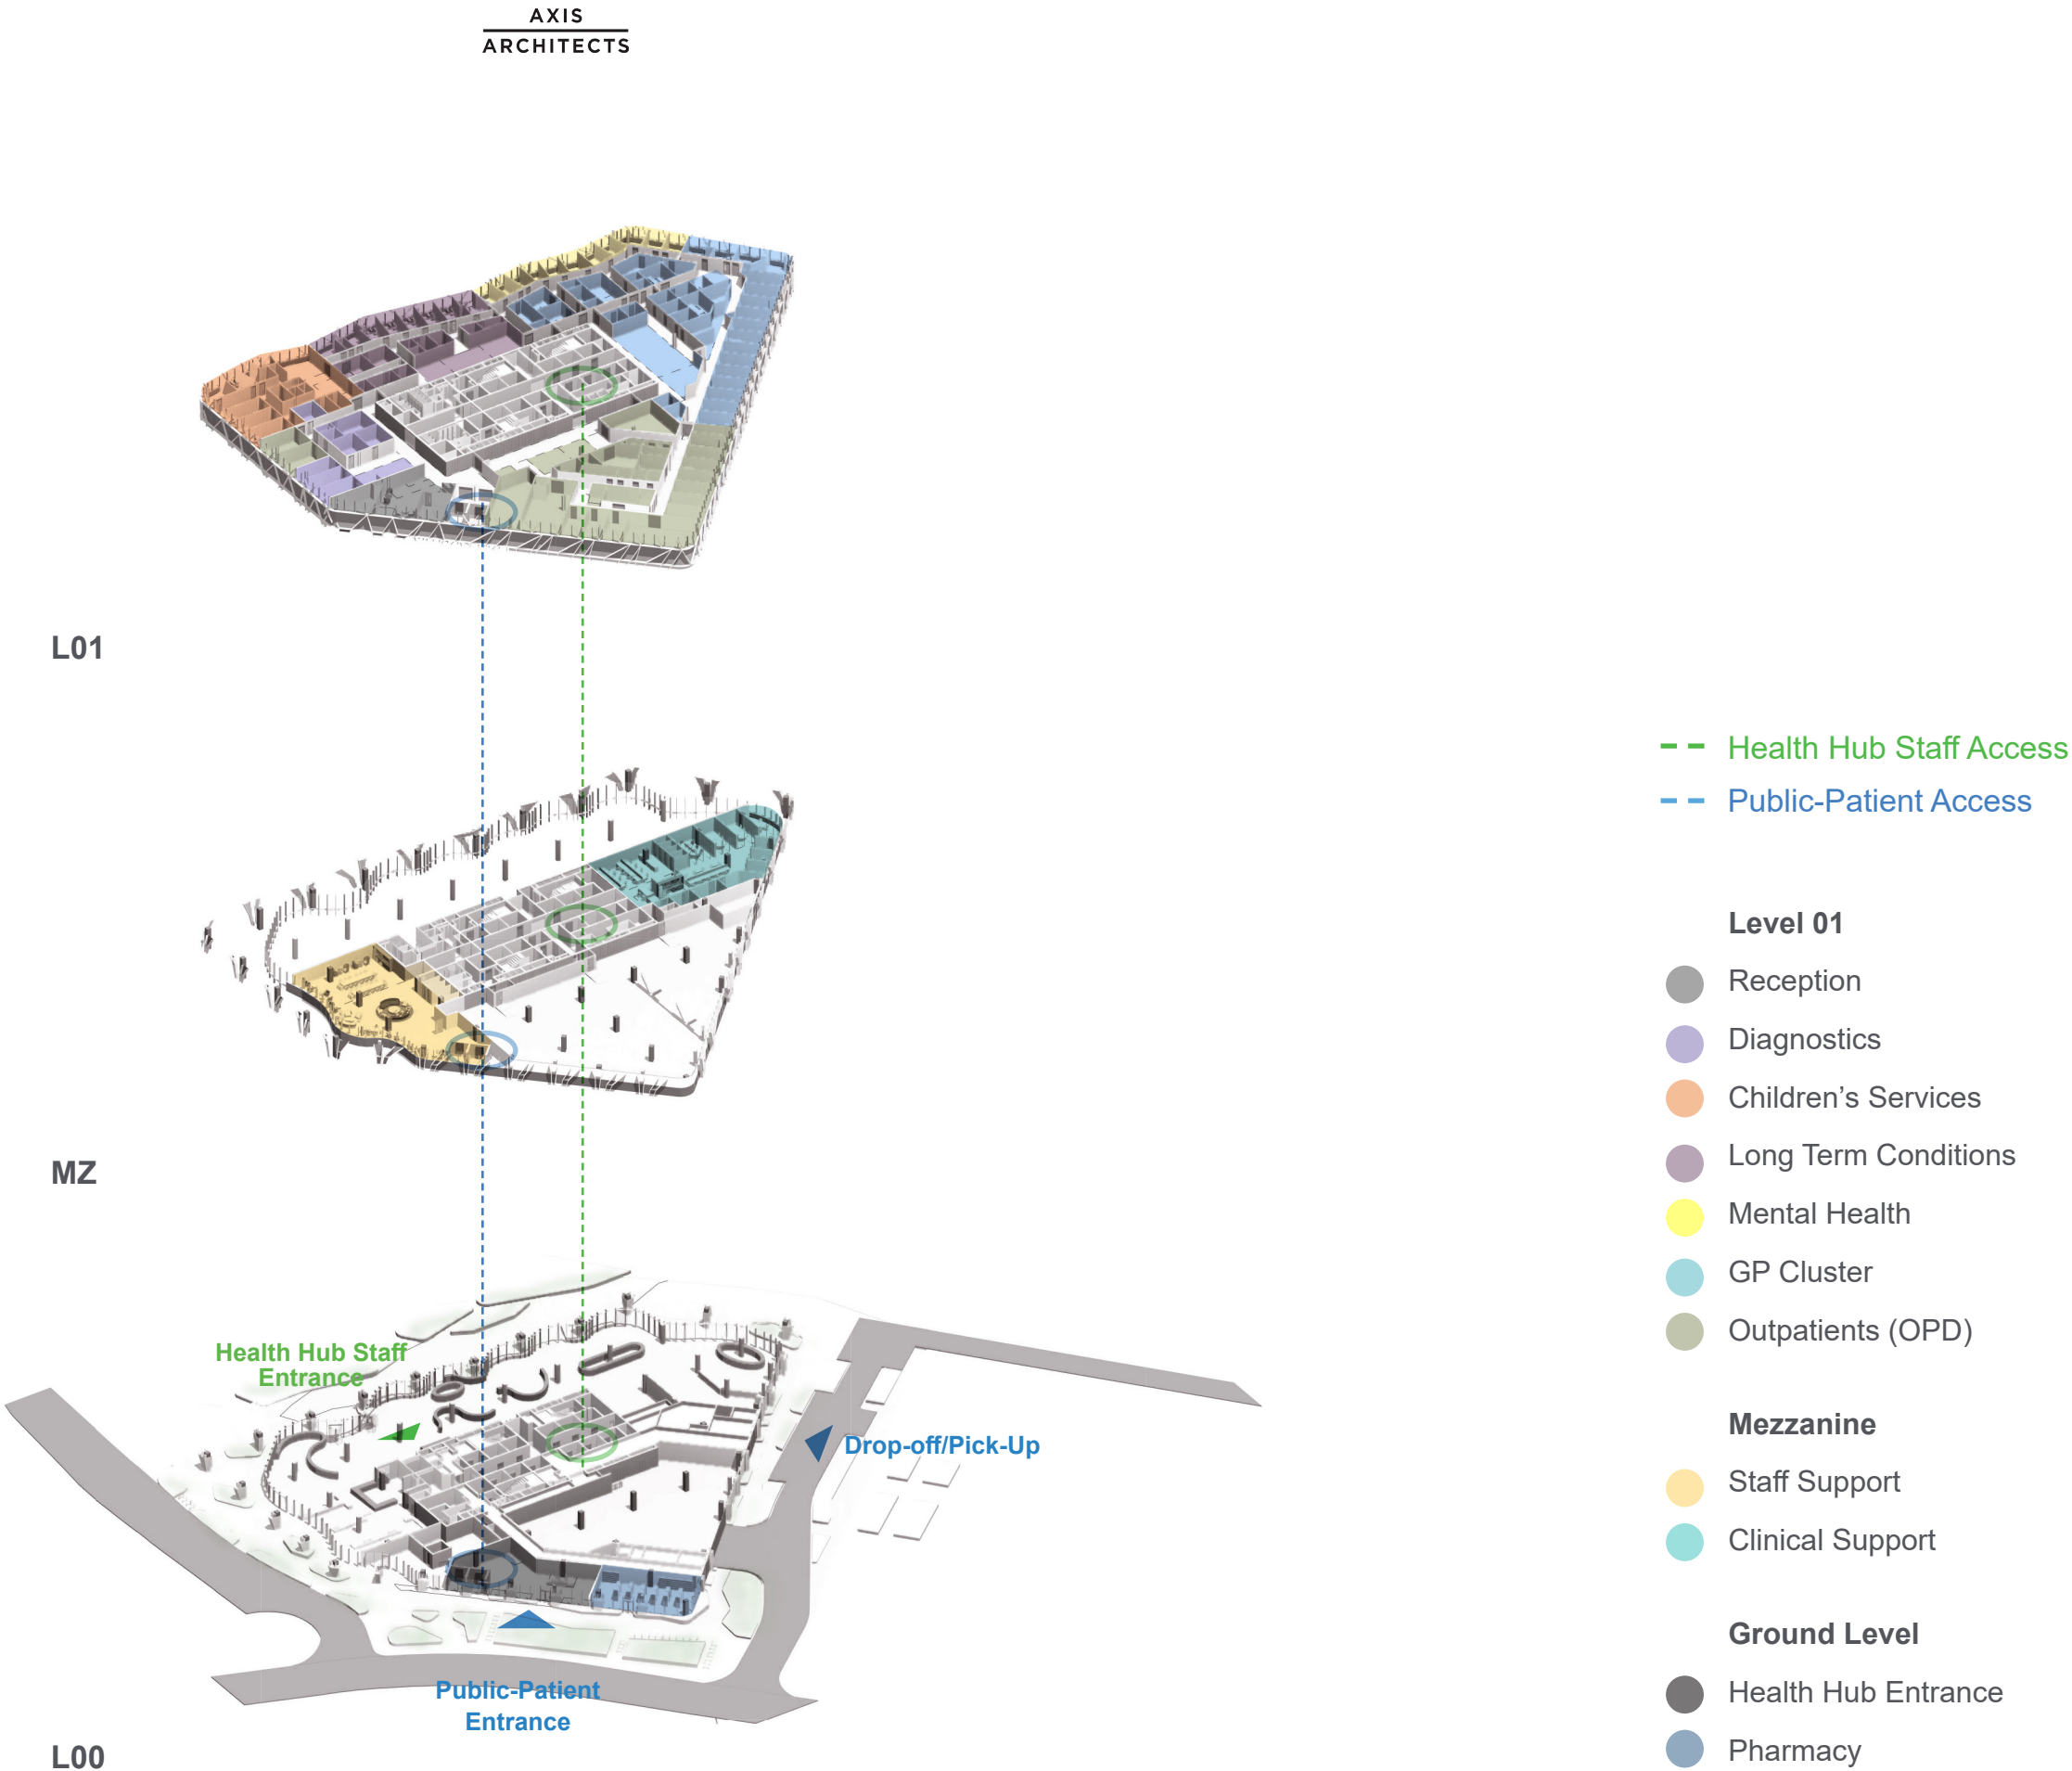 AXIS
ARCHITECTS
L01
Health Hub Staff Access
Public-Patient Access
Level 01
Reception
Diagnostics
Children’s Services
Long Term Conditions
Mental Health
GP Cluster
Outpatients (OPD)
MZ
Mezzanine
Staff Support
Clinical Support
Health Hub Staff
Entrance
Drop-off/Pick-Up
Public-Patient
Entrance
L00
Ground Level
Health Hub Entrance
Pharmacy